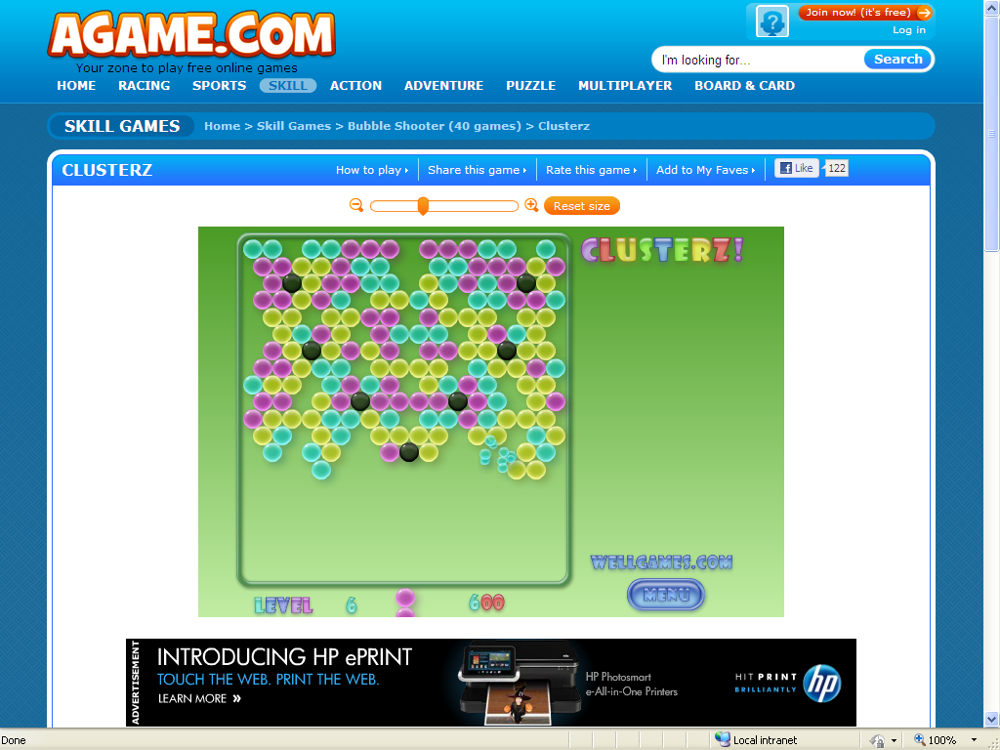 AGAME.COM
Your zone to play free online games
Join now! (it's free)
Log in
I'm looking for...
Search
HOME RACING SPORTS SKILL ACTION ADVENTURE PUZZLE MULTIPLAYER BOARD & CARD
SKILL GAMES
Home > Skill Games > Bubble Shooter (40 games) > Clusterz
CLUSTERZ
How to play
Share this game
Rate this game
Add to My Faves
Like
122
Reset size
CLUSTERZ!
WELLGAMES.COM
MENU
LEVEL 6
600
ADVERTISEMENT
INTRODUCING HP ePRINT
TOUCH THE WEB. PRINT THE WEB.
LEARN MORE »
HP Photosmart
e-All-in-One Printers
HIT PRINT
BRILLIANTLY
hp
Done
Local intranet
100%